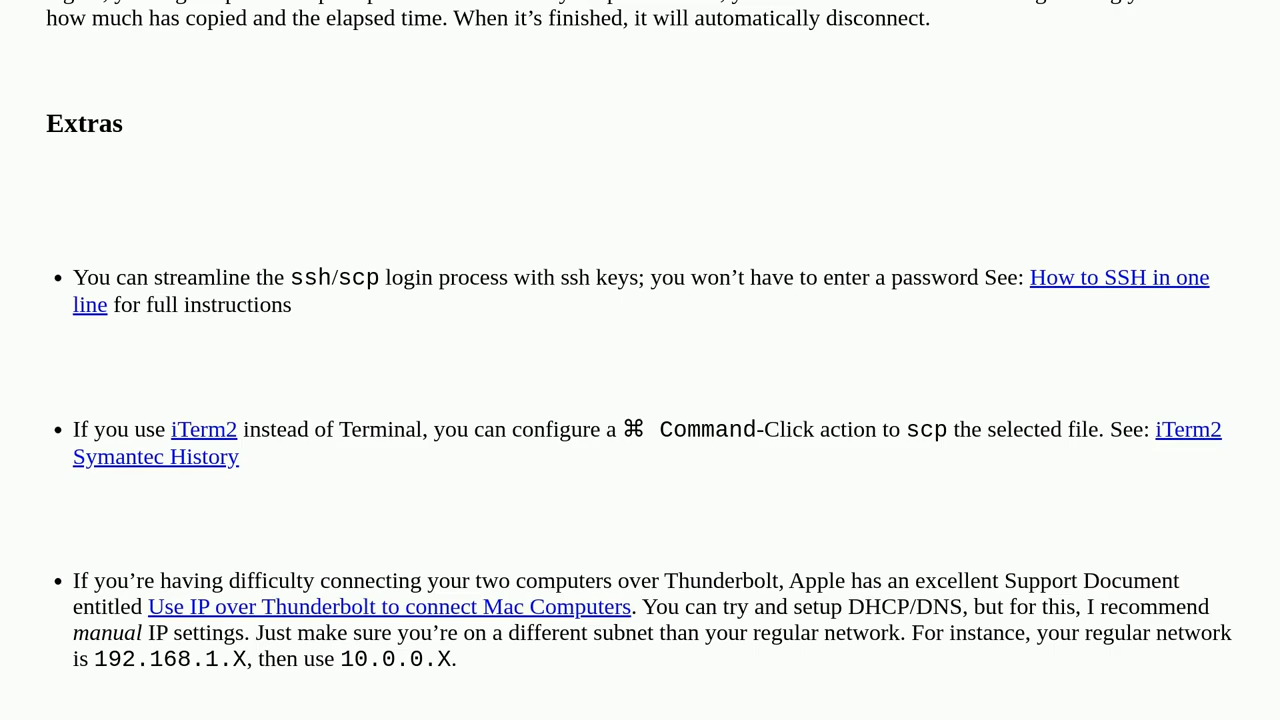 how much has copied and the elapsed time. When it’s finished, it will automatically disconnect.
Extras
• You can streamline the ssh/scp login process with ssh keys; you won’t have to enter a password See: How to SSH in one
line for full instructions
• If you use iTerm2 instead of Terminal, you can configure a ⌘ Command-Click action to scp the selected file. See: iTerm2
Symantec History
• If you’re having difficulty connecting your two computers over Thunderbolt, Apple has an excellent Support Document
entitled Use IP over Thunderbolt to connect Mac Computers. You can try and setup DHCP/DNS, but for this, I recommend
manual IP settings. Just make sure you’re on a different subnet than your regular network. For instance, your regular network
is 192.168.1.X, then use 10.0.0.X.